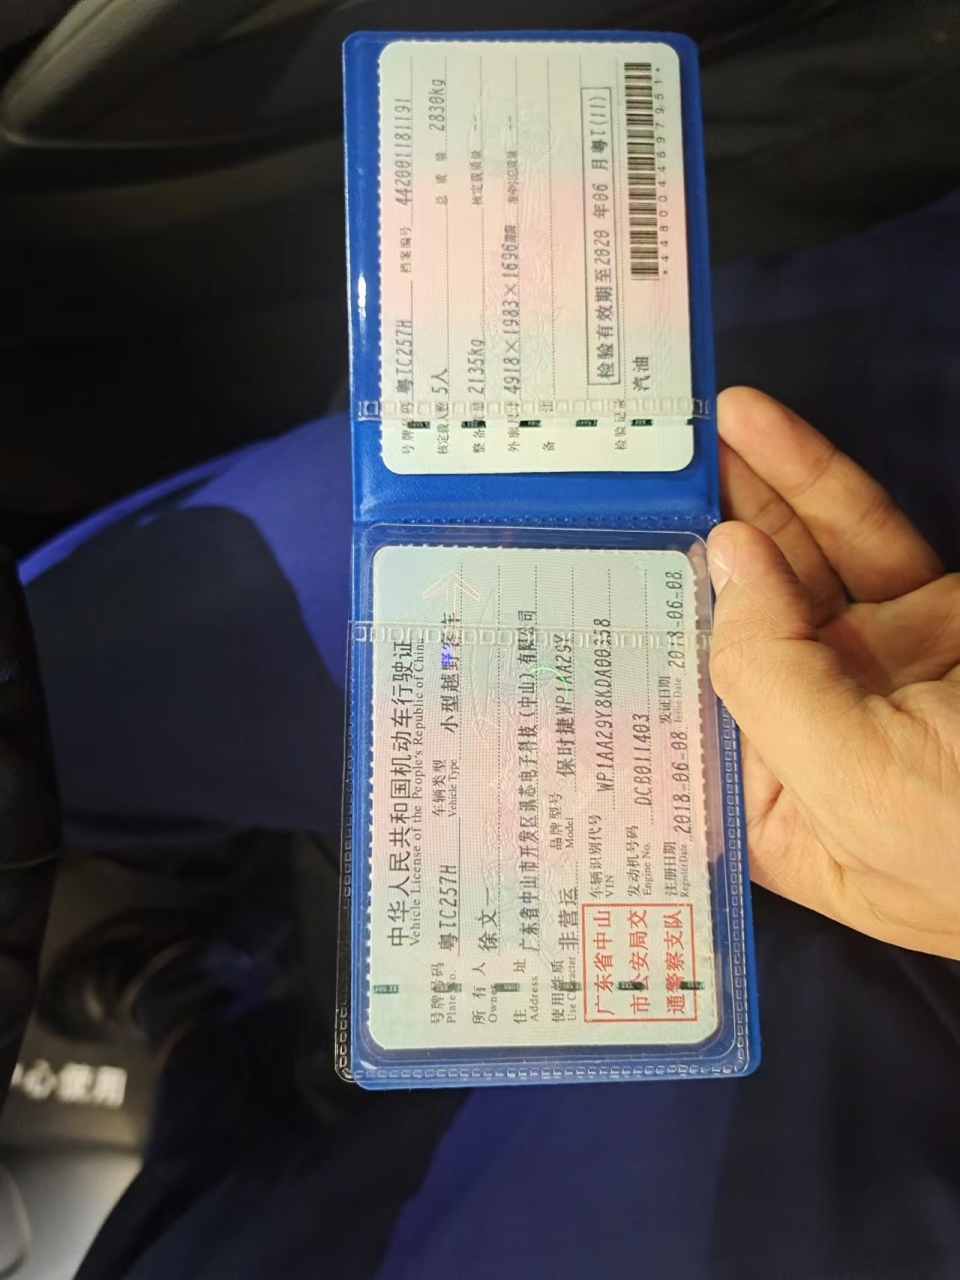 中华人民共和国机动车行驶证
Vehicle License of the People's Republic of China
号牌号码 粤TC257H 车辆类型 小型越野客车
Plate No. Vehicle Type
所有人 徐文一
Owner
住址 广东省中山市开发区讯芯电子科技(中山)有限公司
Address
使用性质 非营运 品牌型号 保时捷WP1AA29Y
Use Character Model
广东省中山
市公安局交
通警察支队
车辆识别代号 WP1AA29Y8KDA00358
VIN
发动机号码 DCB011403
Engine No.
注册日期 2018-06-08 发证日期 2018-06-08
Register Date Issue Date
号牌号码 粤TC257H 档案编号 442001181191
核定载人数 5人 总质量 2830kg
整备质量 2135kg 核定载质量 --
外廓尺寸 4918×1983×1696 准牵引总质量 --
备注
检验有效期至2020年06月粤T(11)
检验记录
汽油
*4480044697951*
心使用